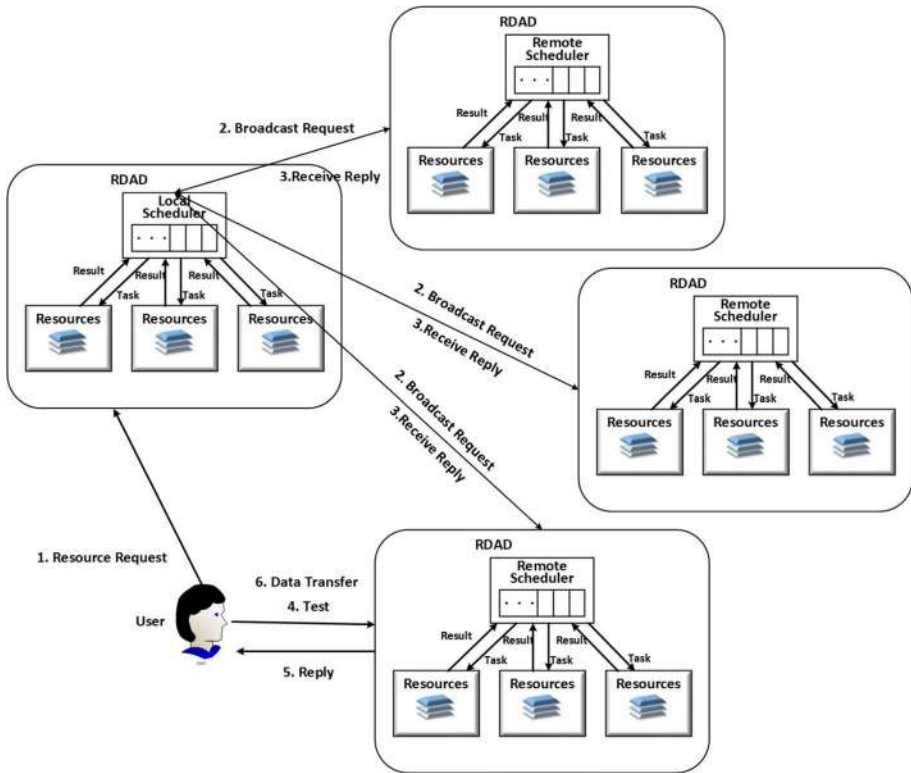 RDAD
Remote
Scheduler
. . .
Result
Result
Result
Task
Task
Task
Resources
Resources
Resources
2. Broadcast Request
3.Receive Reply
RDAD
Local
Scheduler
. . .
Result
Result
Result
Task
Task
Task
Resources
Resources
Resources
2. Broadcast Request
3.Receive Reply
RDAD
Remote
Scheduler
. . .
Result
Result
Result
Task
Task
Task
Resources
Resources
Resources
2. Broadcast Request
3.Receive Reply
RDAD
Remote
Scheduler
. . .
Result
Result
Result
Task
Task
Task
Resources
Resources
Resources
1. Resource Request
6. Data Transfer
4. Test
User
5. Reply